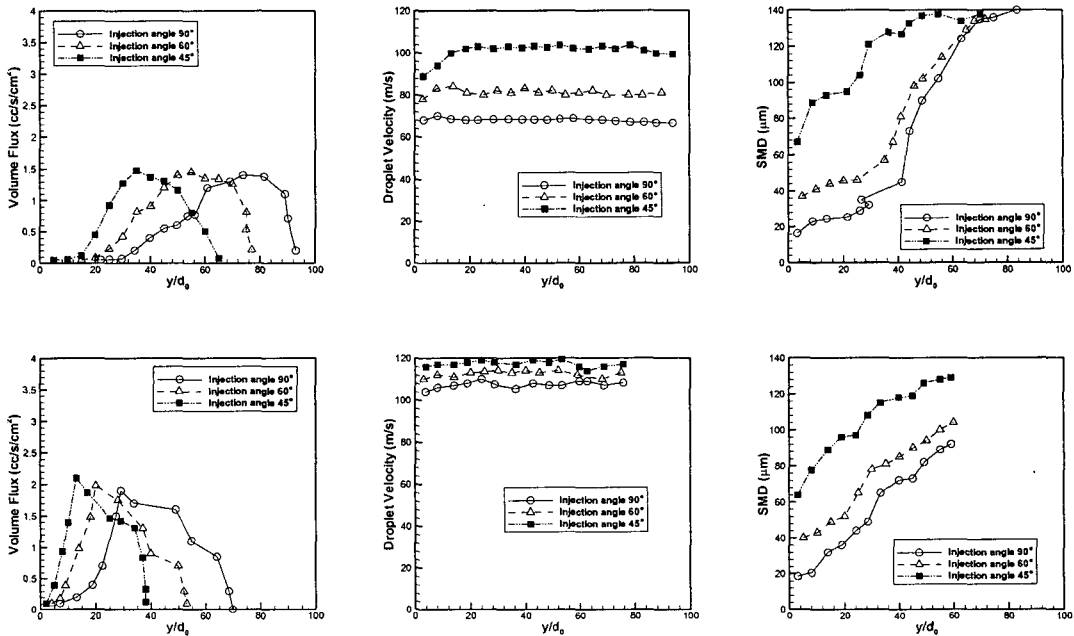 Volume Flux (cc/s/cm²)
4
3.5
3
2.5
2
1.5
1
0.5
0
Injection angle 90°
Injection angle 60°
Injection angle 45°
0 20 40 60 80 100
y/d₀
Droplet Velocity (m/s)
120
100
80
60
40
20
0
Injection angle 90°
Injection angle 60°
Injection angle 45°
0 20 40 60 80 100
y/d₀
SMD (μm)
140
120
100
80
60
40
20
0
Injection angle 90°
Injection angle 60°
Injection angle 45°
0 20 40 60 80 100
y/d₀
Volume Flux (cc/s/cm²)
4
3.5
3
2.5
2
1.5
1
0.5
0
Injection angle 90°
Injection angle 60°
Injection angle 45°
0 20 40 60 80 100
y/d₀
Droplet Velocity (m/s)
120
100
80
60
40
20
0
Injection angle 90°
Injection angle 60°
Injection angle 45°
0 20 40 60 80 100
y/d₀
SMD (μm)
140
120
100
80
60
40
20
0
Injection angle 90°
Injection angle 60°
Injection angle 45°
0 20 40 60 80 100
y/d₀